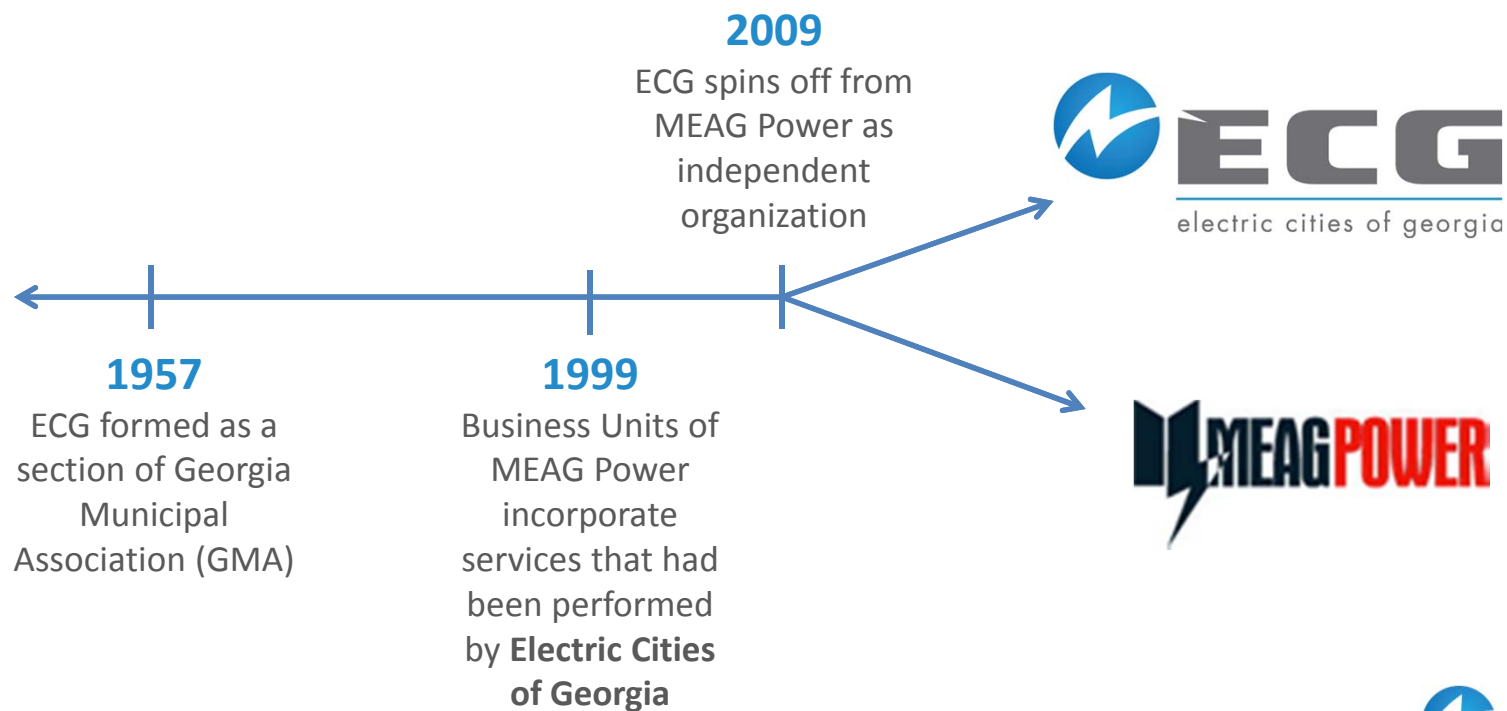 2009
ECG spins off from
MEAG Power as
independent
organization
ECG
electric cities of georgia
1957
ECG formed as a
section of Georgia
Municipal
Association (GMA)
1999
Business Units of
MEAG Power
incorporate
services that had
been performed
by Electric Cities
of Georgia
MEAG POWER